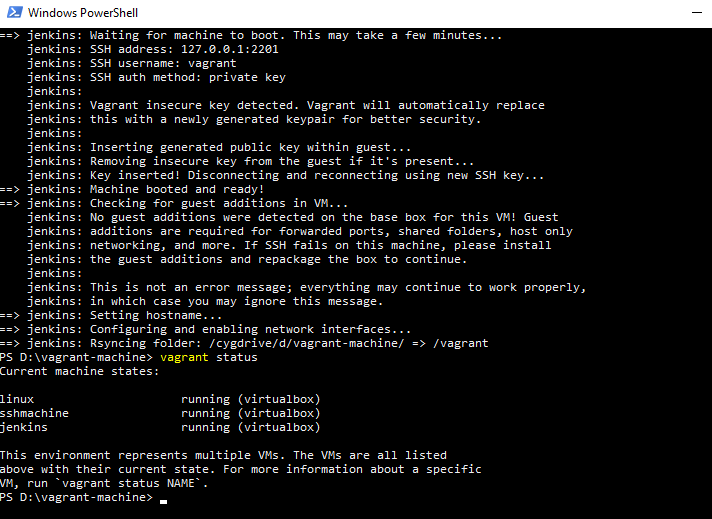 Windows PowerShell
==> jenkins: Waiting for machine to boot. This may take a few minutes...
    jenkins: SSH address: 127.0.0.1:2201
    jenkins: SSH username: vagrant
    jenkins: SSH auth method: private key
    jenkins:
    jenkins: Vagrant insecure key detected. Vagrant will automatically replace
    jenkins: this with a newly generated keypair for better security.
    jenkins:
    jenkins: Inserting generated public key within guest...
    jenkins: Removing insecure key from the guest if it's present...
    jenkins: Key inserted! Disconnecting and reconnecting using new SSH key...
==> jenkins: Machine booted and ready!
==> jenkins: Checking for guest additions in VM...
    jenkins: No guest additions were detected on the base box for this VM! Guest
    jenkins: additions are required for forwarded ports, shared folders, host only
    jenkins: networking, and more. If SSH fails on this machine, please install
    jenkins: the guest additions and repackage the box to continue.
    jenkins:
    jenkins: This is not an error message; everything may continue to work properly,
    jenkins: in which case you may ignore this message.
==> jenkins: Setting hostname...
==> jenkins: Configuring and enabling network interfaces...
==> jenkins: Rsyncing folder: /cygdrive/d/vagrant-machine/ => /vagrant
PS D:\vagrant-machine> vagrant status
Current machine states:
linux                     running (virtualbox)
sshmachine                running (virtualbox)
jenkins                   running (virtualbox)
This environment represents multiple VMs. The VMs are all listed
above with their current state. For more information about a specific
VM, run `vagrant status NAME`.
PS D:\vagrant-machine>